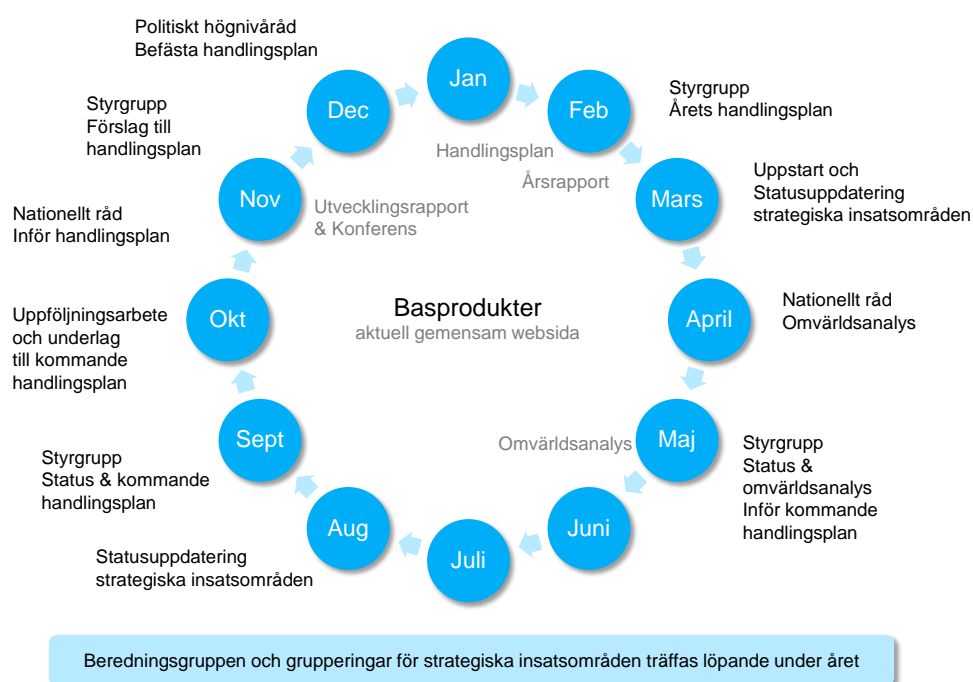 Politiskt högnivåråd
Befästa handlingsplan
Jan
Dec
Feb
Styrgrupp
Årets handlingsplan
Styrgrupp
Förslag till
handlingsplan
Handlingsplan
Årsrapport
Uppstart och
Statusuppdatering
strategiska insatsområden
Nov
Mars
Utvecklingsrapport
& Konferens
Nationellt råd
Inför handlingsplan
Basprodukter
aktuell gemensam websida
Okt
April
Nationellt råd
Omvärldsanalys
Uppföljningsarbete
och underlag
till kommande
handlingsplan
Sept
Omvärldsanalys
Maj
Styrgrupp
Status &
omvärldsanalys
Inför kommande
handlingsplan
Styrgrupp
Status & kommande
handlingsplan
Aug
Juni
Juli
Statusuppdatering
strategiska insatsområden
Beredningsgruppen och grupperingar för strategiska insatsområden träffas löpande under året